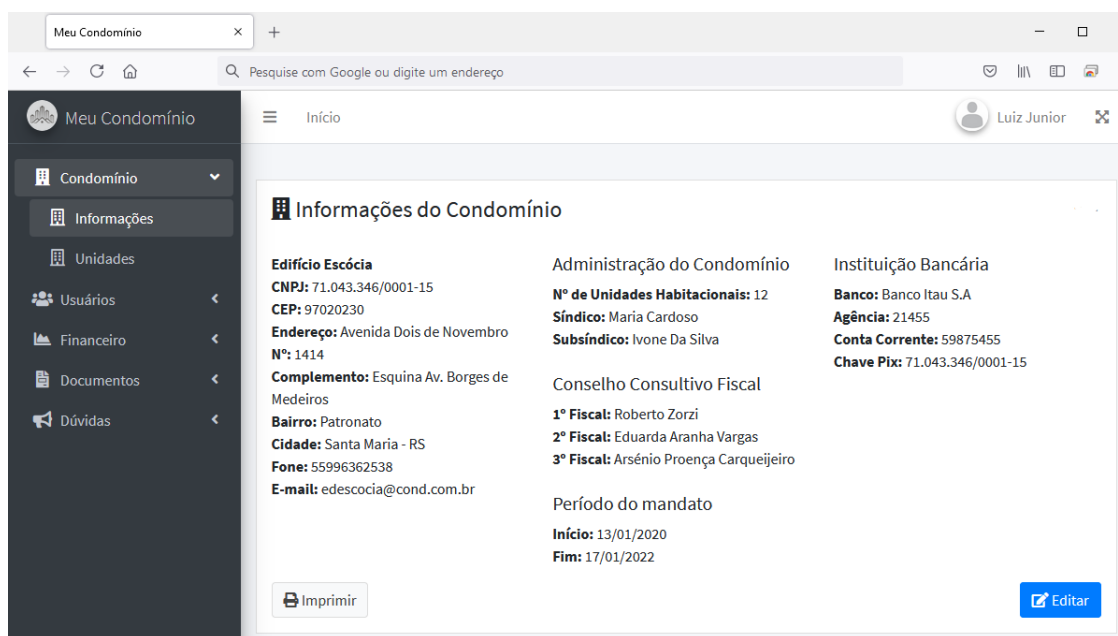 Meu Condomínio
Pesquise com Google ou digite um endereço
Meu Condomínio
Início
Luiz Junior
Condomínio
Informações
Unidades
Usuários
Financeiro
Documentos
Dúvidas
Informações do Condomínio
Edifício Escócia
CNPJ: 71.043.346/0001-15
CEP: 97020230
Endereço: Avenida Dois de Novembro
Nº: 1414
Complemento: Esquina Av. Borges de
Medeiros
Bairro: Patronato
Cidade: Santa Maria - RS
Fone: 55996362538
E-mail: edescocia@cond.com.br
Administração do Condomínio
Nº de Unidades Habitacionais: 12
Síndico: Maria Cardoso
Subsíndico: Ivone Da Silva
Conselho Consultivo Fiscal
1º Fiscal: Roberto Zorzi
2º Fiscal: Eduarda Aranha Vargas
3º Fiscal: Arsénio Proença Carqueijeiro
Período do mandato
Início: 13/01/2020
Fim: 17/01/2022
Instituição Bancária
Banco: Banco Itau S.A
Agência: 21455
Conta Corrente: 59875455
Chave Pix: 71.043.346/0001-15
Imprimir
Editar